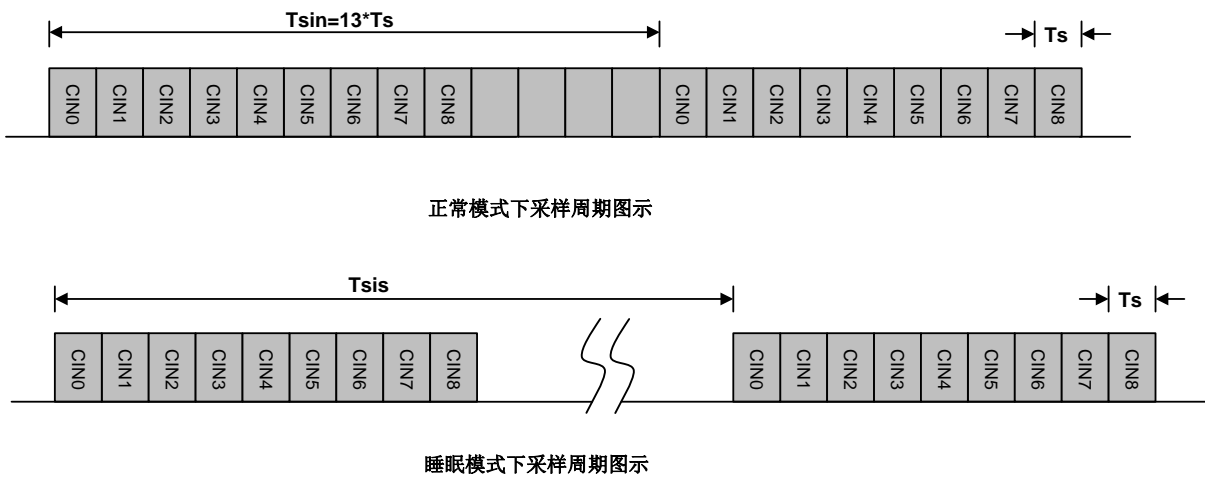 Tsin=13*Ts
Ts
CIN0 CIN1 CIN2 CIN3 CIN4 CIN5 CIN6 CIN7 CIN8 CIN0 CIN1 CIN2 CIN3 CIN4 CIN5 CIN6 CIN7 CIN8
正常模式下采样周期图示
Tsis
Ts
CIN0 CIN1 CIN2 CIN3 CIN4 CIN5 CIN6 CIN7 CIN8 CIN0 CIN1 CIN2 CIN3 CIN4 CIN5 CIN6 CIN7 CIN8
睡眠模式下采样周期图示